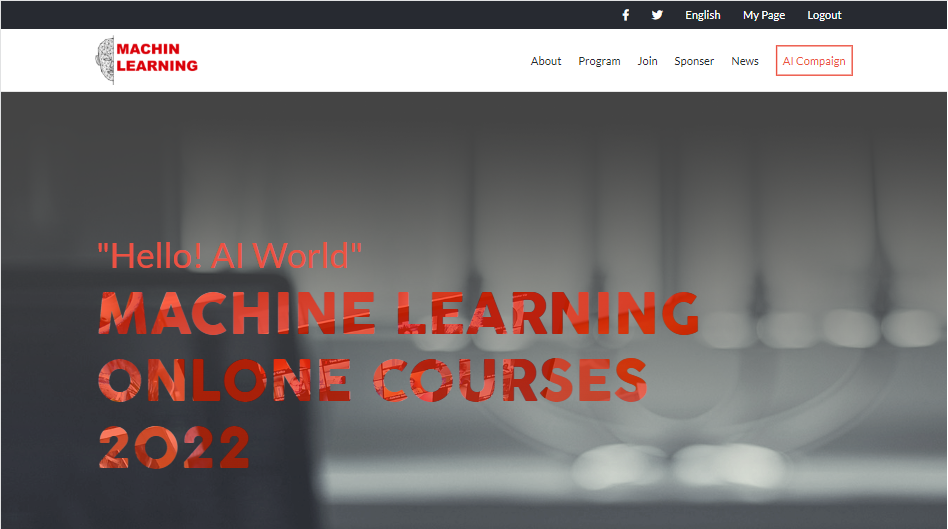 English My Page Logout
MACHIN
LEARNING
About Program Join Sponser News AI Compaign
"Hello! AI World"
MACHINE LEARNING
ONLONE COURSES
2022